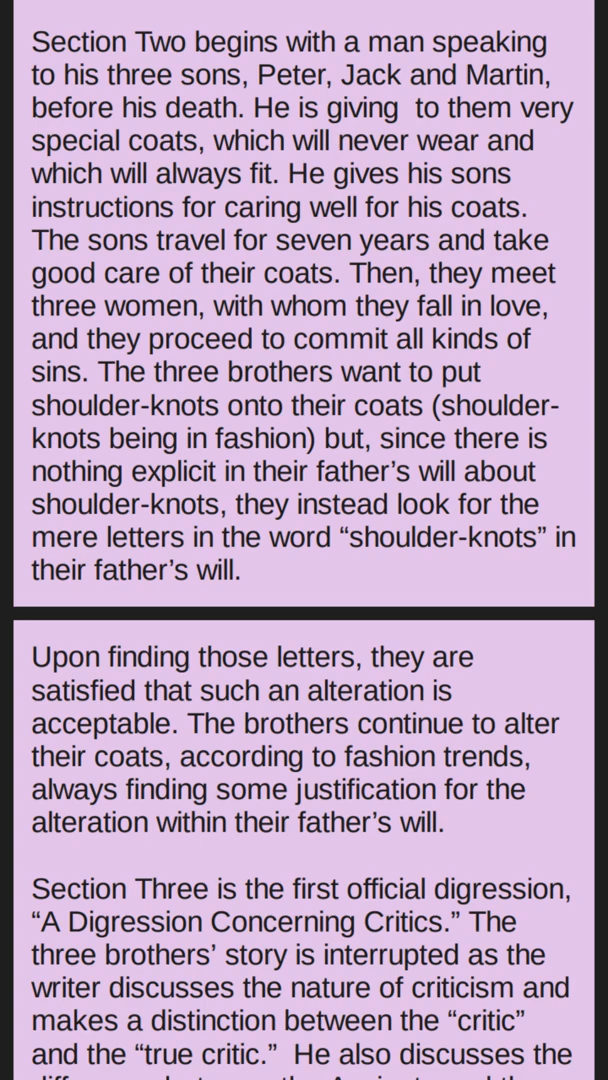 Section Two begins with a man speaking
to his three sons, Peter, Jack and Martin,
before his death. He is giving  to them very
special coats, which will never wear and
which will always fit. He gives his sons
instructions for caring well for his coats.
The sons travel for seven years and take
good care of their coats. Then, they meet
three women, with whom they fall in love,
and they proceed to commit all kinds of
sins. The three brothers want to put
shoulder-knots onto their coats (shoulder-
knots being in fashion) but, since there is
nothing explicit in their father’s will about
shoulder-knots, they instead look for the
mere letters in the word “shoulder-knots” in
their father’s will.
Upon finding those letters, they are
satisfied that such an alteration is
acceptable. The brothers continue to alter
their coats, according to fashion trends,
always finding some justification for the
alteration within their father’s will.
Section Three is the first official digression,
“A Digression Concerning Critics.” The
three brothers’ story is interrupted as the
writer discusses the nature of criticism and
makes a distinction between the “critic”
and the “true critic.”  He also discusses the